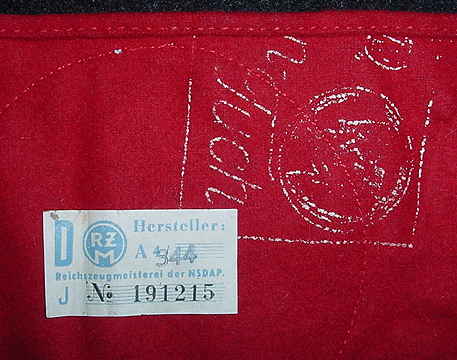 D RZM Hersteller:
A 344
Reichszeugmeisterei der NSDAP.
J № 191215